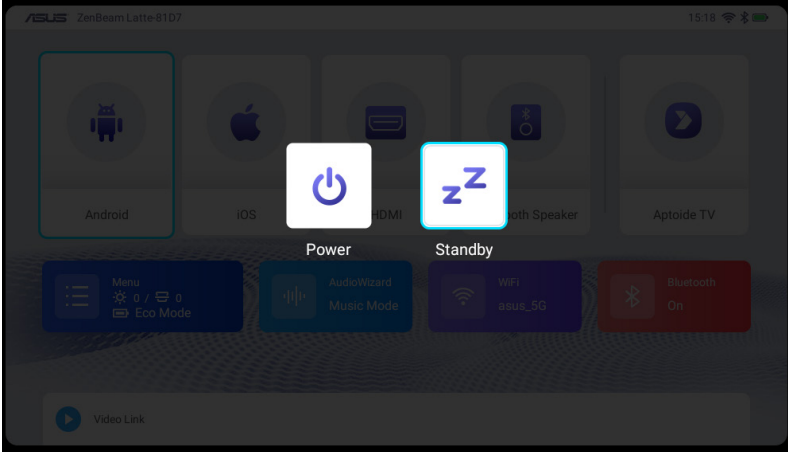 ASUS ZenBeam Latte-81D7 15:18
Android
iOS
HDMI
ooth Speaker
Aptoide TV
Power
Standby
Menu
0 / 0
Eco Mode
AudioWizard
Music Mode
WiFi
asus_5G
Bluetooth
On
Video Link